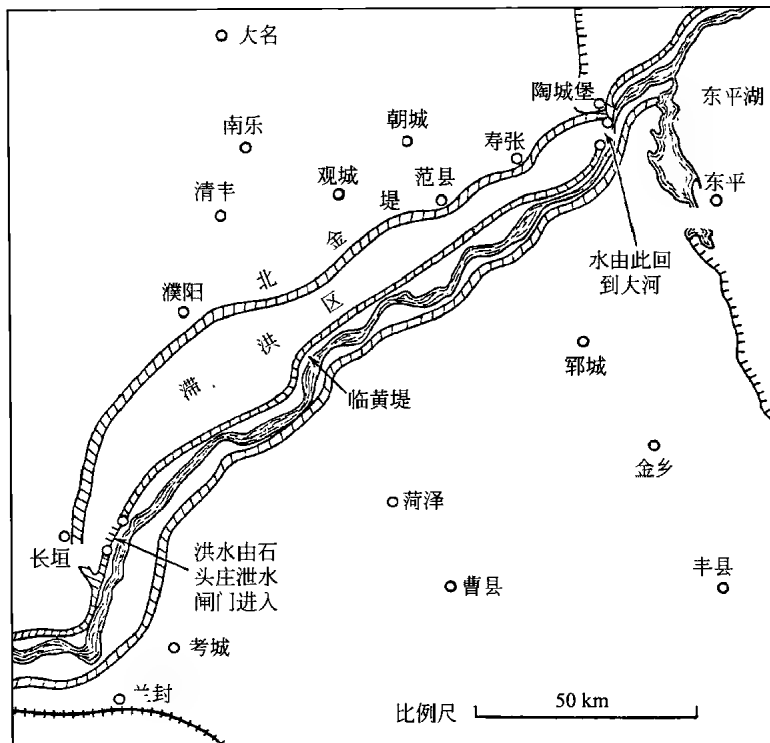 大名
陶城堡
东平湖
南乐
朝城
寿张
清丰
观城
范县
东平
北金堤
水由此回
到大河
濮阳
滞洪区
郓城
临黄堤
金乡
菏泽
长垣
洪水由石
头庄泄水
闸门进入
曹县
丰县
考城
兰封
比例尺
50 km